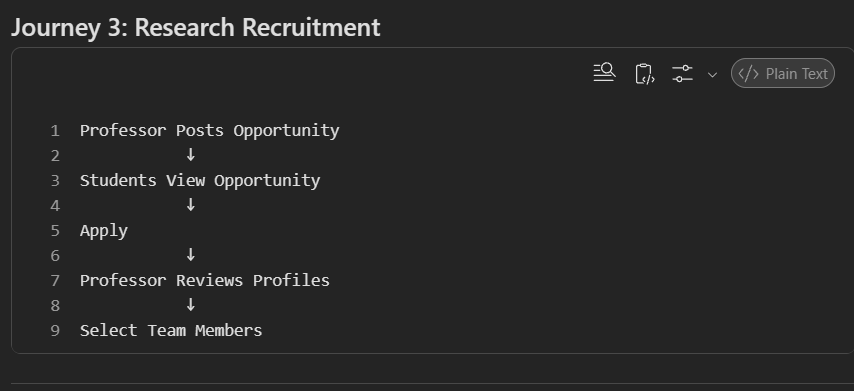 Journey 3: Research Recruitment
</> Plain Text
1 Professor Posts Opportunity
2 ↓
3 Students View Opportunity
4 ↓
5 Apply
6 ↓
7 Professor Reviews Profiles
8 ↓
9 Select Team Members